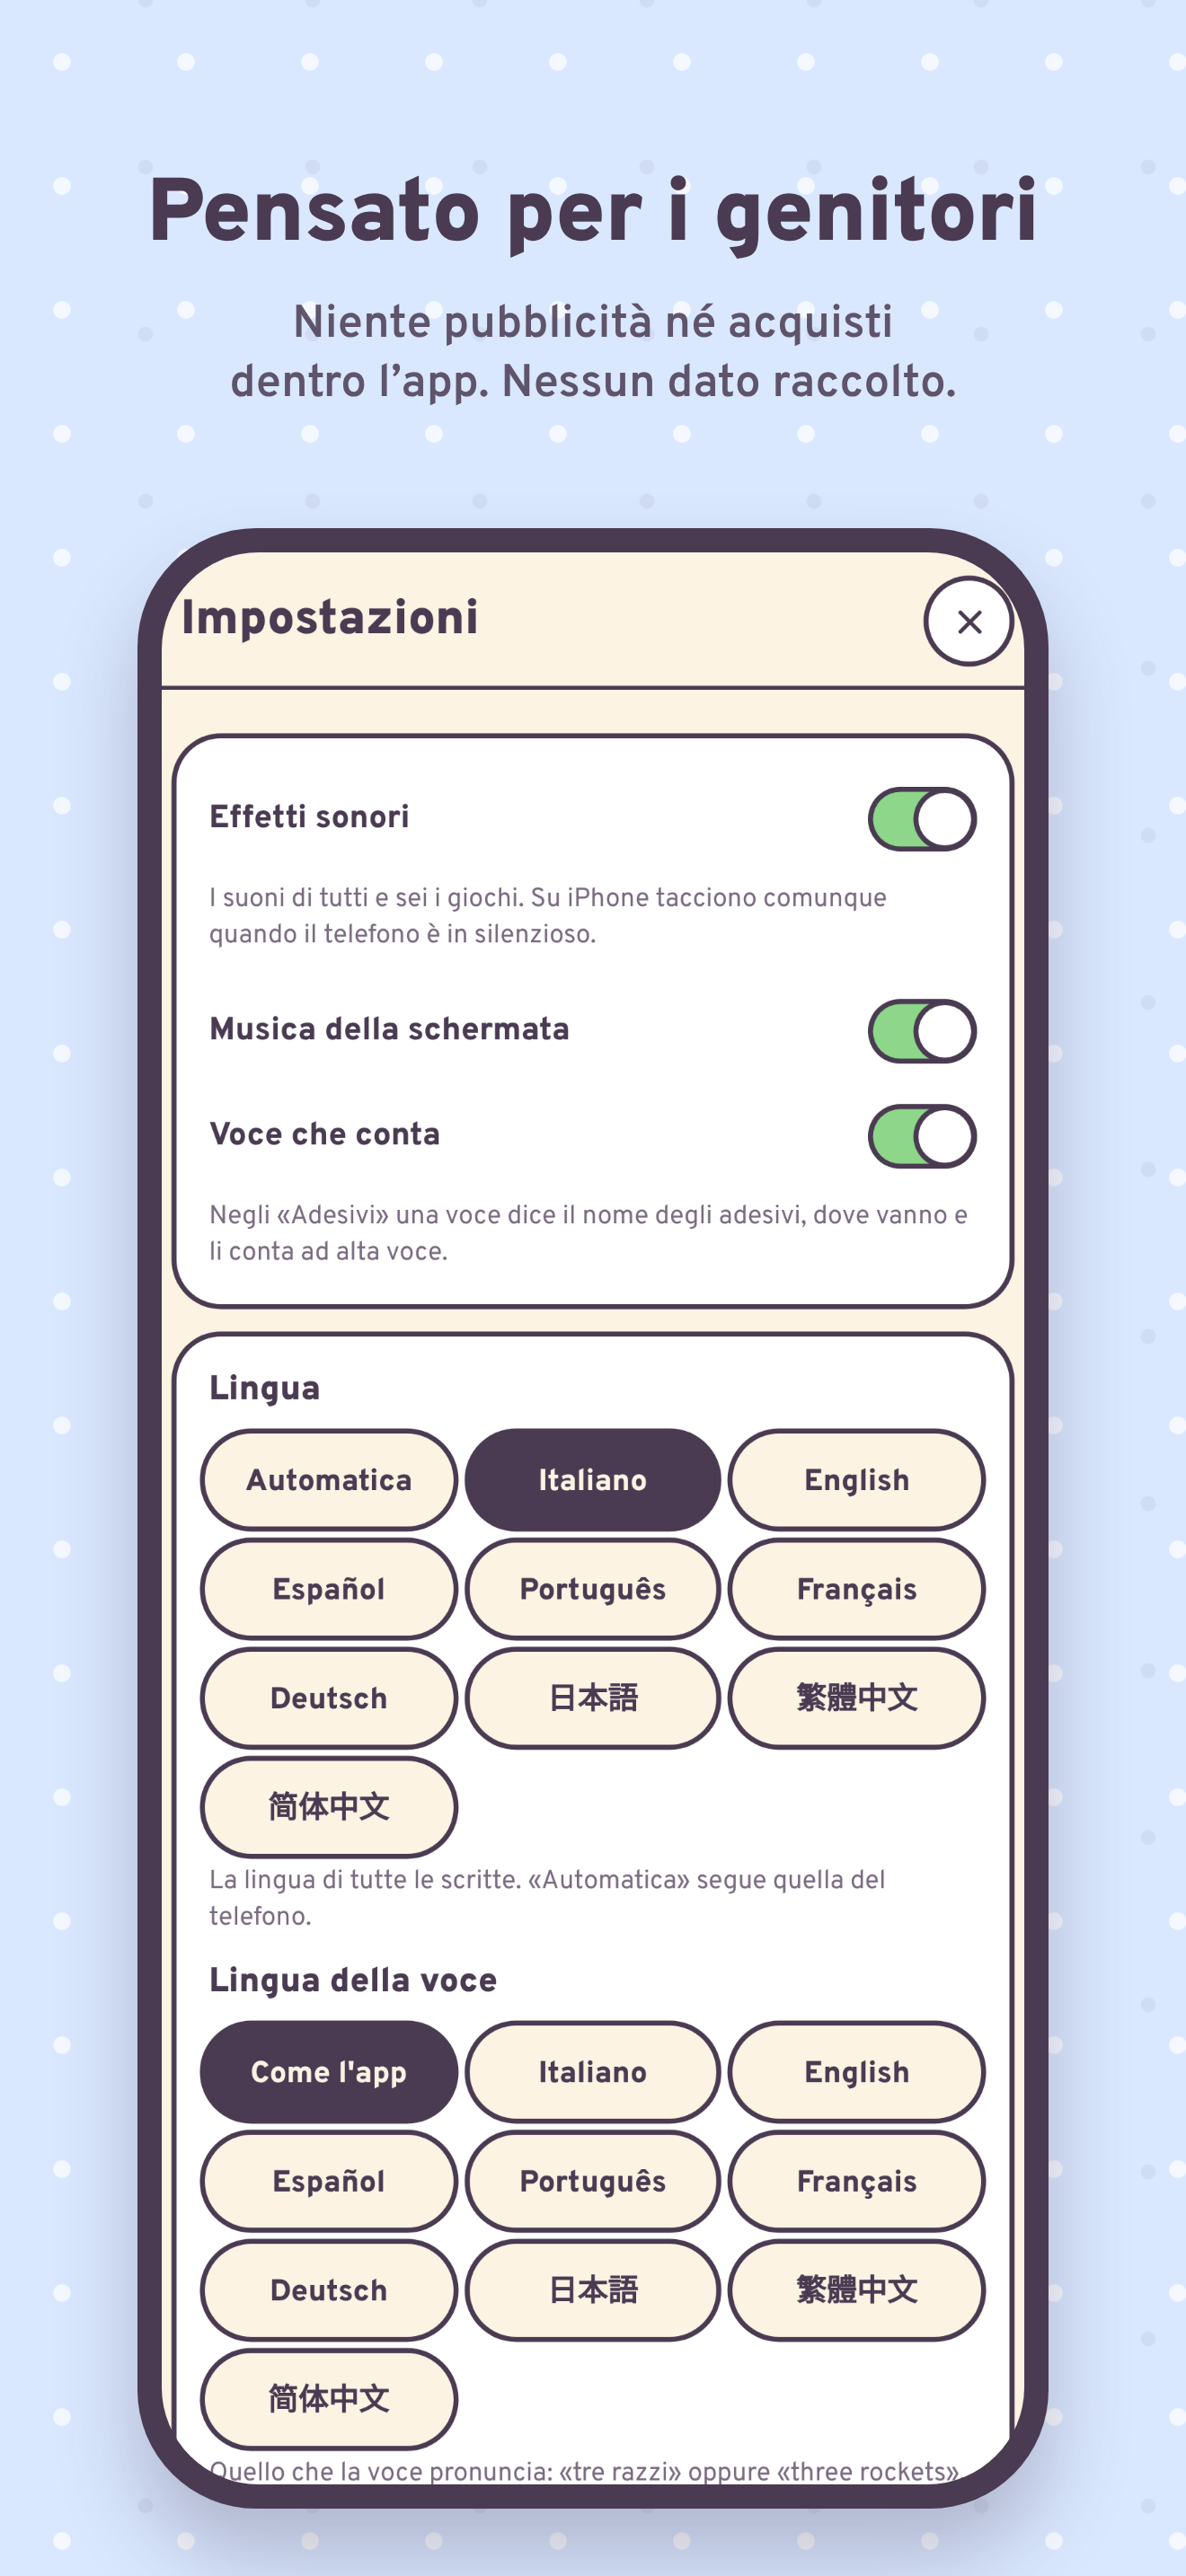 Pensato per i genitori
Niente pubblicità né acquisti
dentro l’app. Nessun dato raccolto.
Impostazioni
Effetti sonori
I suoni di tutti e sei i giochi. Su iPhone tacciono comunque
quando il telefono è in silenzioso.
Musica della schermata
Voce che conta
Negli «Adesivi» una voce dice il nome degli adesivi, dove vanno e
li conta ad alta voce.
Lingua
Automatica Italiano English
Español Português Français
Deutsch 日本語 繁體中文
简体中文
La lingua di tutte le scritte. «Automatica» segue quella del
telefono.
Lingua della voce
Come l'app Italiano English
Español Português Français
Deutsch 日本語 繁體中文
简体中文
Quello che la voce pronuncia: «tre razzi» oppure «three rockets».